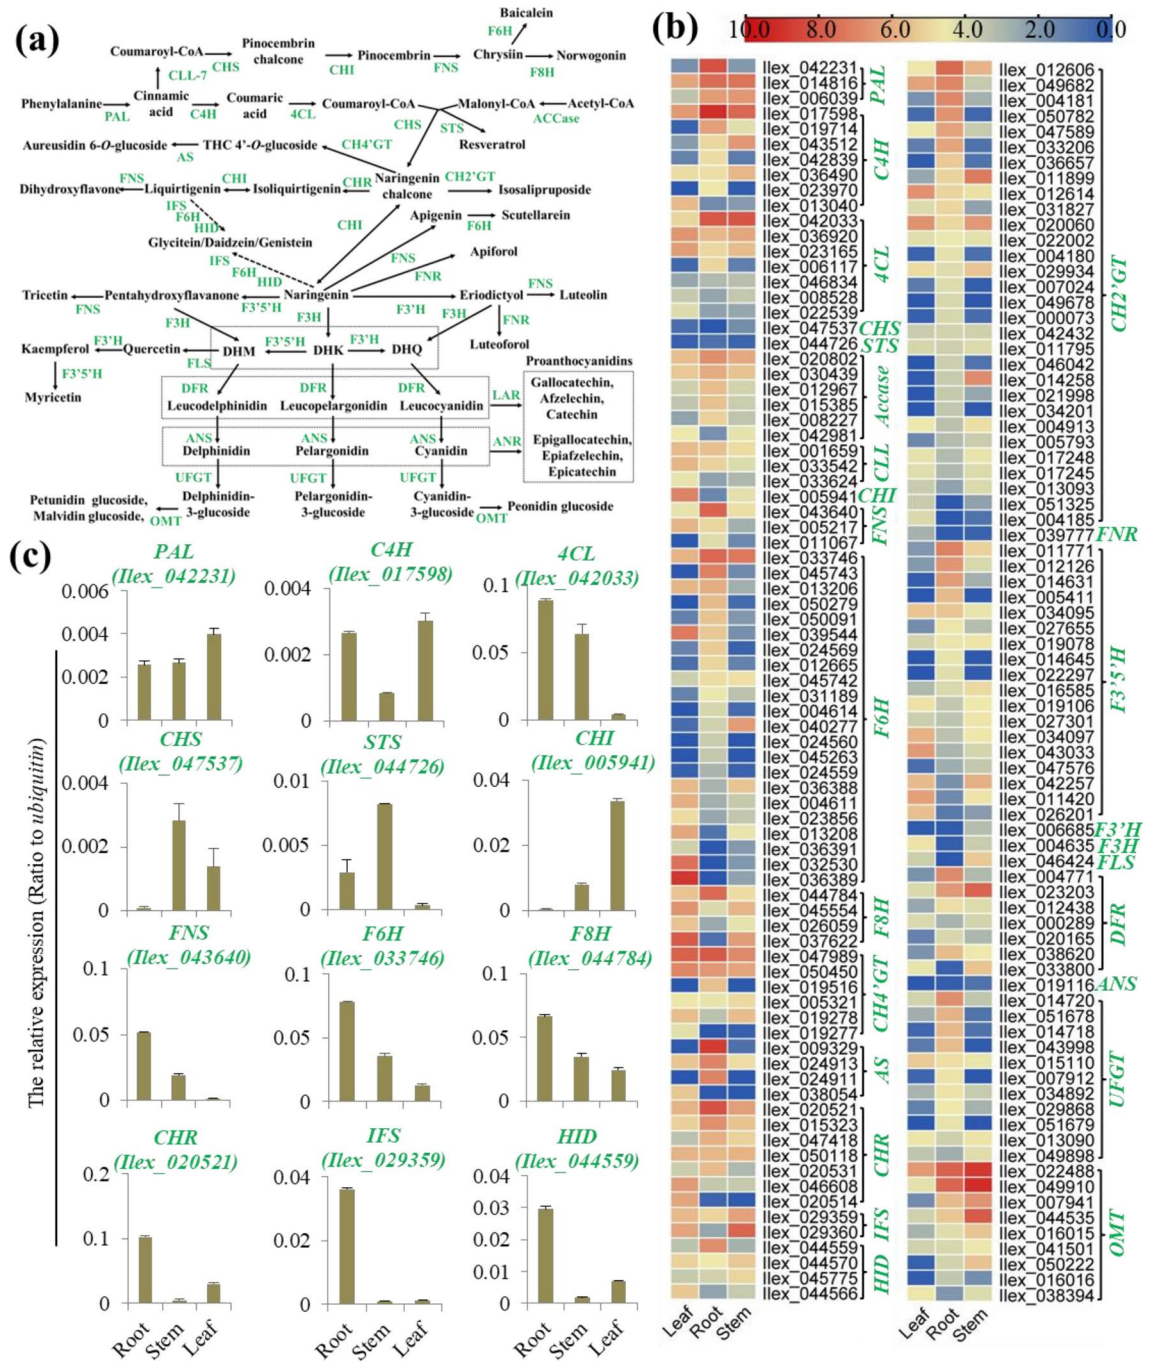 (a)
Baicalein
F6H
Coumaroyl-CoA
CHS
Pinocembrin
chalcone
CHI
Pinocembrin
FNS
Chrysiin
F8H
Norwogonin
CLL-7
Phenylalanine
PAL
Cinnamic
acid
C4H
Coumaric
acid
4CL
Coumaroyl-CoA
Malonyl-CoA
ACCase
Acetyl-CoA
CHS
STS
Resveratrol
Aureusidin 6-O-glucoside
AS
THC 4'-O-glucoside
CH4'GT
Dihydroxyflavone
FNS
Liquirtigenin
CHI
Isoliquirtigenin
CHR
Naringenin
chalcone
CH2'GT
Isosalipruposide
IFS
F6H
HID
CHI
Apigenin
F6H
Scutellarein
Glycitein/Daidzein/Genistein
IFS
F6H
HID
FNS
FNR
Apiforol
Tricetin
FNS
Pentahydroxyflavanone
F3'5'H
Naringenin
F3'H
Eriodictyol
FNS
Luteolin
F3H
F3H
F3H
FNR
Luteoforol
Kaempferol
F3'H
Quercetin
FLS
DHM
F3'5'H
DHK
F3'H
DHQ
F3'5'H
Myricetin
DFR
DFR
DFR
Leucodelphinidin
Leucopelargonidin
Leucocyanidin
LAR
Proanthocyanidins
Gallocatechin,
Afzelechin,
Catechin
ANS
ANS
ANS
Delphinidin
Pelargonidin
Cyanidin
ANR
Epigallocatechin,
Epiafzelechin,
Epicatechin
UFGT
UFGT
UFGT
Petunidin glucoside,
Malvidin glucoside,
OMT
Delphinidin-
3-glucoside
Pelargonidin-
3-glucoside
Cyanidin-
3-glucoside
OMT
Peonidin glucoside
(b)
10.0 8.0 6.0 4.0 2.0 0.0
Ilex_042231
Ilex_014816
Ilex_006039
PAL
Ilex_017598
Ilex_019714
Ilex_043512
Ilex_042839
Ilex_036490
Ilex_023970
Ilex_013040
C4H
Ilex_042033
Ilex_036920
Ilex_023165
Ilex_006117
Ilex_046834
Ilex_008528
Ilex_022539
4CL
Ilex_047537 CHS
Ilex_044726 STS
Ilex_020802
Ilex_030439
Ilex_012967
Ilex_015385
Ilex_008227
Ilex_042981
Accase
Ilex_001659
Ilex_033542
Ilex_033624
CLL
Ilex_005941 CHI
Ilex_043640
Ilex_005217
Ilex_011067
FNS
Ilex_033746
Ilex_045743
Ilex_013206
Ilex_050279
Ilex_050091
Ilex_039544
Ilex_024569
Ilex_012665
Ilex_045742
Ilex_031189
Ilex_004614
Ilex_040277
Ilex_024560
Ilex_045263
Ilex_024559
Ilex_036388
Ilex_004611
Ilex_023856
Ilex_013208
Ilex_036391
Ilex_032530
Ilex_036389
F6H
Ilex_044784
Ilex_045554
Ilex_026059
Ilex_037622
F8H
Ilex_047989
Ilex_050450
Ilex_019516
Ilex_005321
Ilex_019278
Ilex_019277
CH4'GT
Ilex_009329
Ilex_024913
Ilex_024911
Ilex_038054
AS
Ilex_020521
Ilex_015323
Ilex_047418
Ilex_050118
Ilex_020531
Ilex_046608
Ilex_020514
CHR
Ilex_029359
Ilex_029360
IFS
Ilex_044559
Ilex_044570
Ilex_045775
Ilex_044566
HID
Leaf Root Stem
Ilex_012606
Ilex_049682
Ilex_004181
Ilex_050782
Ilex_047589
Ilex_033206
Ilex_036657
Ilex_011899
Ilex_012614
Ilex_031827
Ilex_020060
Ilex_022002
Ilex_004180
Ilex_029934
Ilex_007024
Ilex_049678
Ilex_000073
Ilex_042432
Ilex_011795
Ilex_046042
Ilex_014258
Ilex_021998
Ilex_034201
Ilex_004913
Ilex_005793
Ilex_017248
Ilex_017245
Ilex_013093
Ilex_051325
Ilex_004185
CH2'GT
Ilex_039777 FNR
Ilex_011771
Ilex_012126
Ilex_014631
Ilex_005411
Ilex_034095
Ilex_027655
Ilex_019078
Ilex_014645
Ilex_022297
Ilex_016585
Ilex_019106
Ilex_027301
Ilex_034097
Ilex_043033
Ilex_047576
Ilex_042257
Ilex_011420
Ilex_026201
F3'5'H
Ilex_006685 F3'H
Ilex_004635 F3H
Ilex_046424 FLS
Ilex_004771
Ilex_023203
Ilex_012438
Ilex_000289
Ilex_020165
Ilex_038620
Ilex_033800
DFR
Ilex_019116 ANS
Ilex_014720
Ilex_051678
Ilex_014718
Ilex_043998
Ilex_015110
Ilex_007912
Ilex_034892
Ilex_029868
Ilex_051679
Ilex_013090
Ilex_049898
UFGT
Ilex_022488
Ilex_049910
Ilex_007941
Ilex_044535
Ilex_016015
Ilex_041501
Ilex_050222
Ilex_016016
Ilex_038394
OMT
Leaf Root Stem
(c)
The relative expression (Ratio to ubiquitin)
PAL
(Ilex_042231)
0.006
0.004
0.002
0
C4H
(Ilex_017598)
0.004
0.002
0
4CL
(Ilex_042033)
0.1
0.05
0
CHS
(Ilex_047537)
0.004
0.002
0
STS
(Ilex_044726)
0.01
0.005
0
CHI
(Ilex_005941)
0.04
0.02
0
FNS
(Ilex_043640)
0.1
0.05
0
F6H
(Ilex_033746)
0.1
0.05
0
F8H
(Ilex_044784)
0.1
0.05
0
CHR
(Ilex_020521)
0.2
0.1
0
IFS
(Ilex_029359)
0.04
0.02
0
HID
(Ilex_044559)
0.04
0.03
0.02
0.01
0
Root Stem Leaf
Root Stem Leaf
Root Stem Leaf